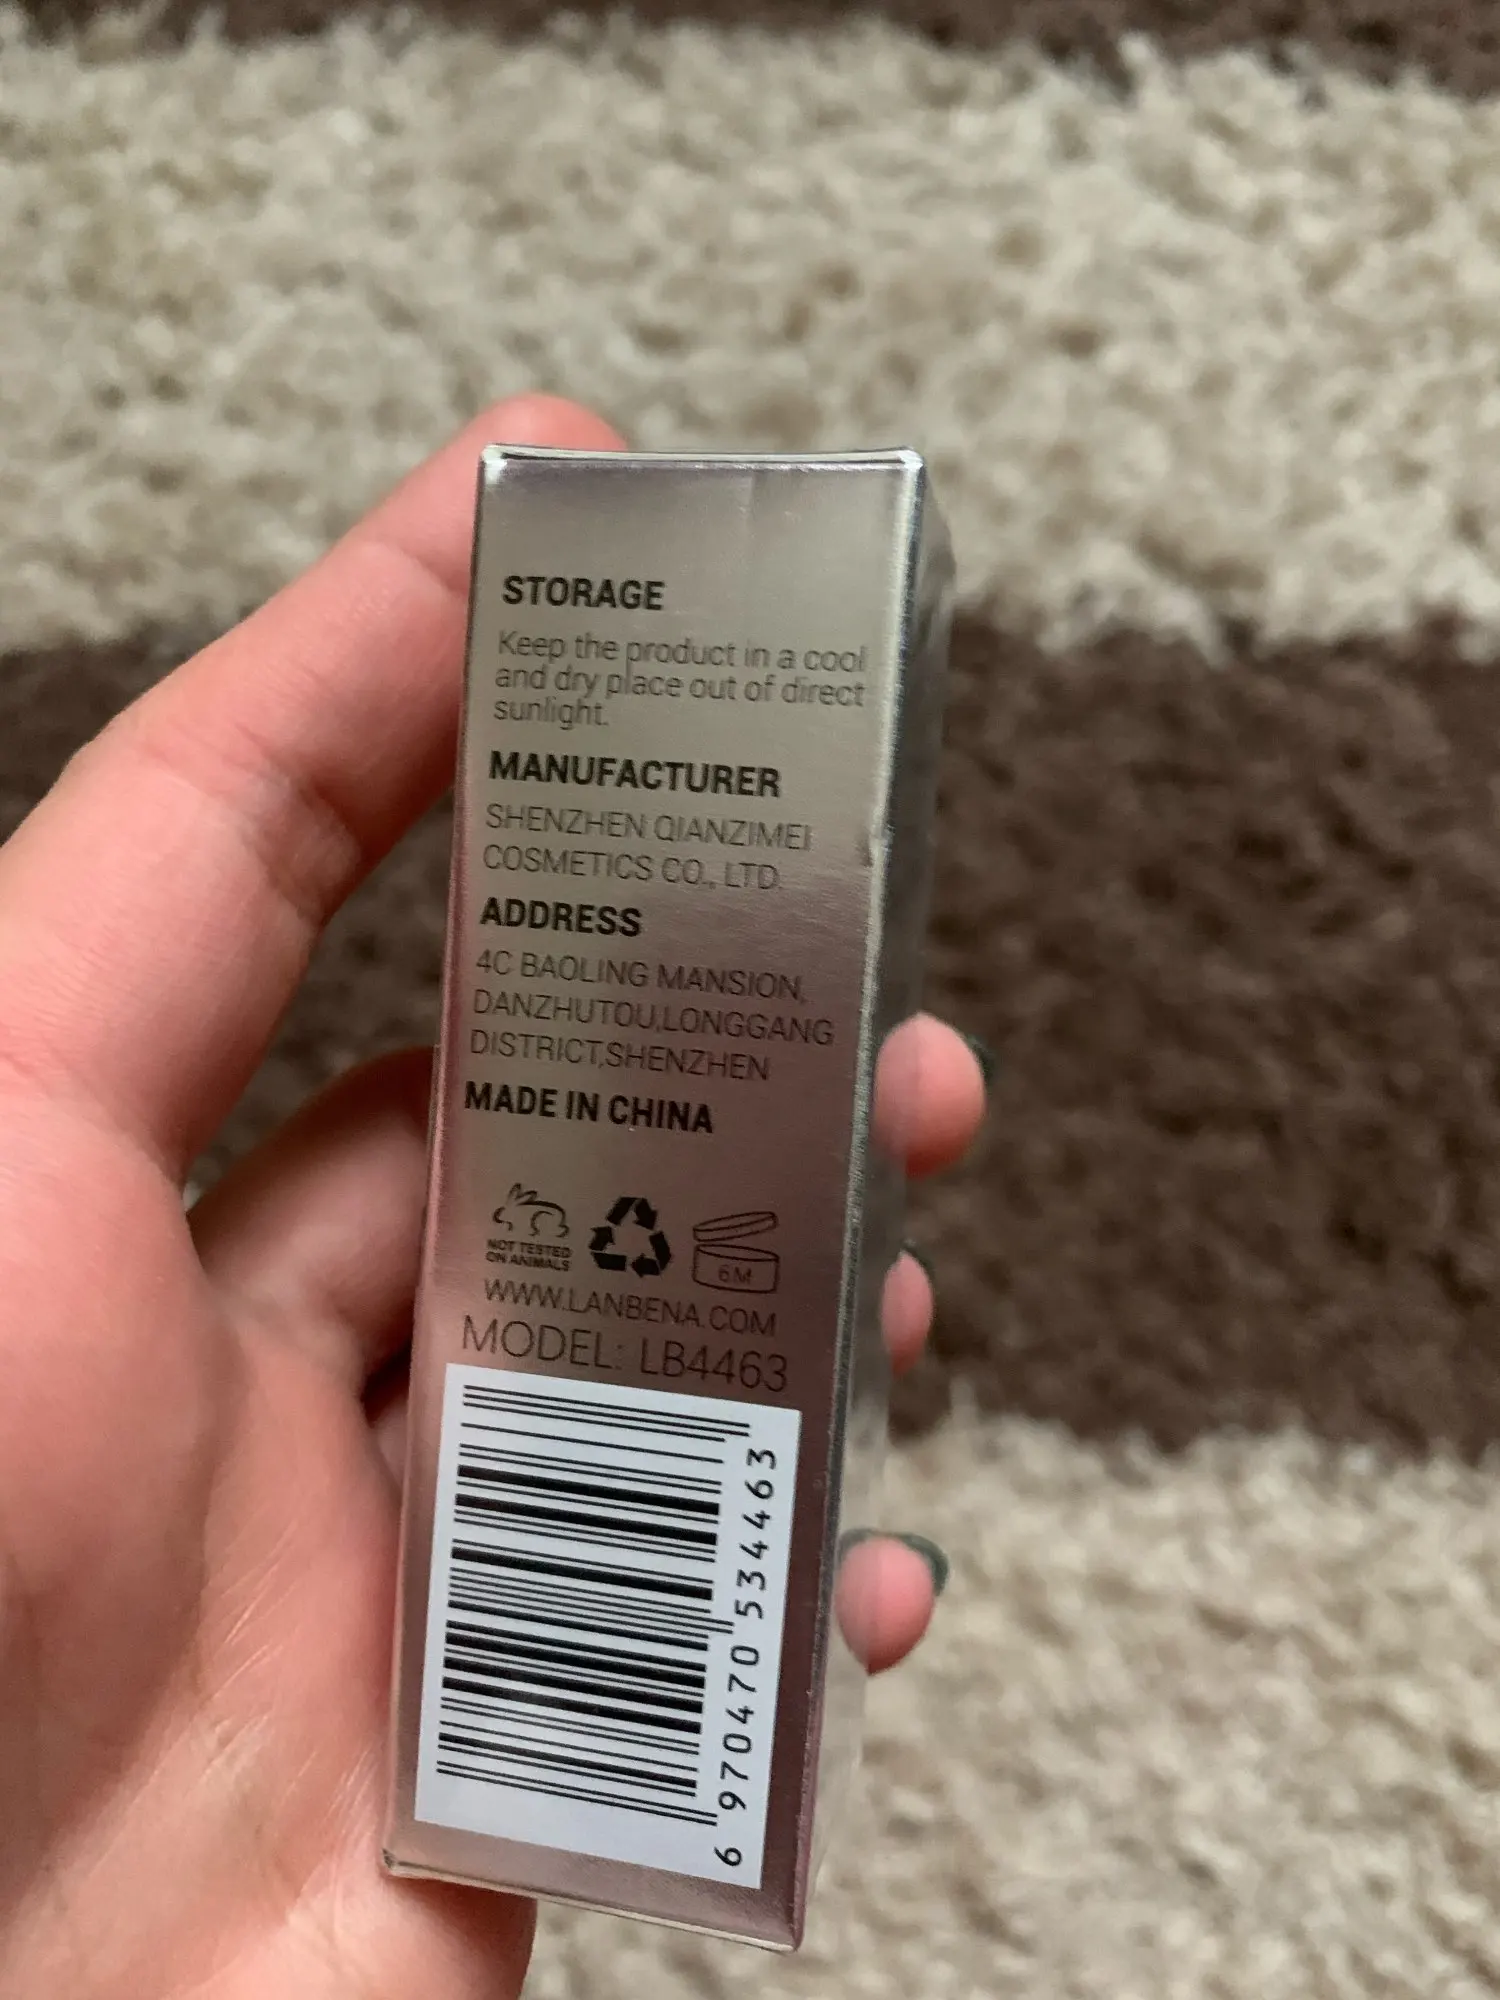 STORAGE
Keep the product in a cool
and dry place out of direct
sunlight.
MANUFACTURER
SHENZHEN QIANZIMEI
COSMETICS CO., LTD.
ADDRESS
4C BAOLING MANSION,
DANZHUTOU,LONGGANG
DISTRICT,SHENZHEN
MADE IN CHINA
NOT TESTED
ON ANIMALS
6M
WWW.LANBENA.COM
MODEL: LB4463
6 970470 534463